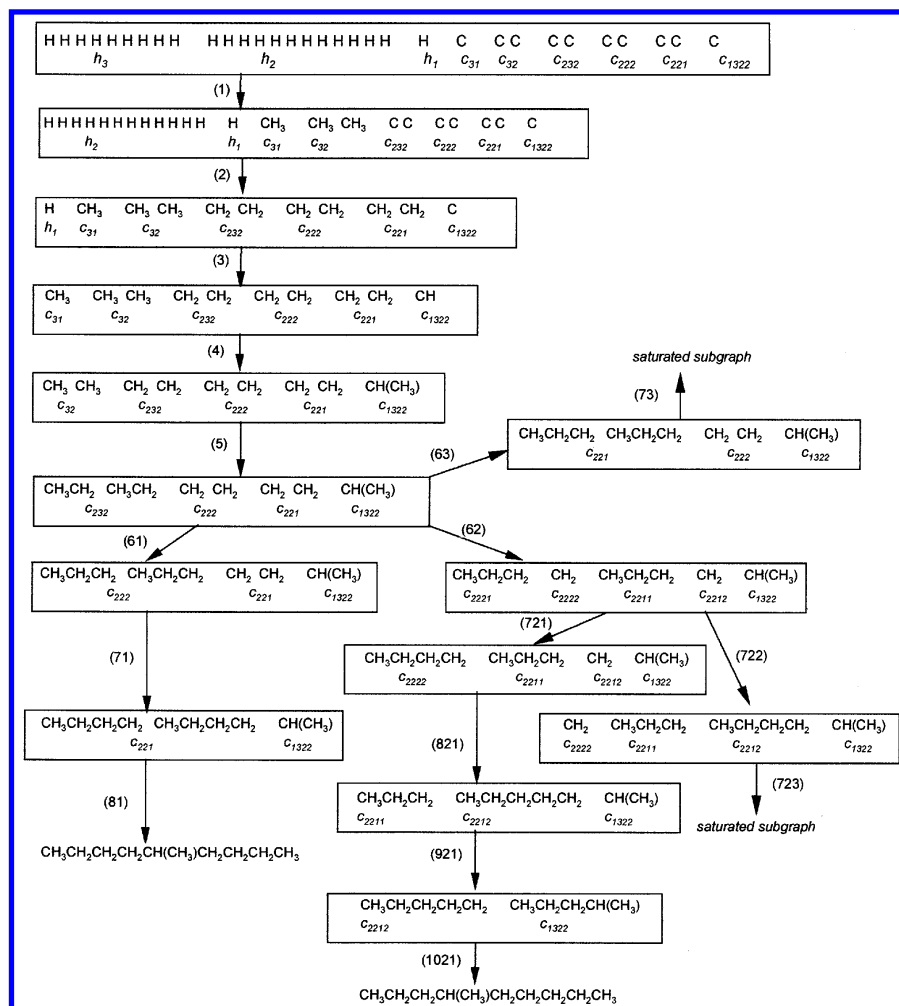 H H H H H H H H H H H H H H H H H H H H H H C C C C C C C C C C C C
h3 h2 h1 c31 c32 c232 c222 c221 c1322
(1)
H H H H H H H H H H H H H CH3 CH3 CH3 C C C C C C C
h2 h1 c31 c32 c232 c222 c221 c1322
(2)
H CH3 CH3 CH3 CH2 CH2 CH2 CH2 CH2 CH2 C
h1 c31 c32 c232 c222 c221 c1322
(3)
CH3 CH3 CH3 CH2 CH2 CH2 CH2 CH2 CH2 CH
c31 c32 c232 c222 c221 c1322
(4)
saturated subgraph
(73)
CH3 CH3 CH2 CH2 CH2 CH2 CH2 CH2 CH(CH3)
c32 c232 c222 c221 c1322
(5)
(63)
CH3CH2CH2 CH3CH2CH2 CH2 CH2 CH(CH3)
c221 c222 c1322
CH3CH2 CH3CH2 CH2 CH2 CH2 CH2 CH(CH3)
c232 c222 c221 c1322
(61)
(62)
CH3CH2CH2 CH3CH2CH2 CH2 CH2 CH(CH3)
c222 c221 c1322
CH3CH2CH2 CH2 CH3CH2CH2 CH2 CH(CH3)
c2221 c2222 c2211 c2212 c1322
(71)
(721)
(722)
CH3CH2CH2CH2 CH3CH2CH2 CH2 CH(CH3)
c2222 c2211 c2212 c1322
CH3CH2CH2CH2 CH3CH2CH2CH2 CH(CH3)
c221 c1322
CH2 CH3CH2CH2 CH3CH2CH2CH2 CH(CH3)
c2222 c2211 c2212 c1322
(81)
(821)
(723)
CH3CH2CH2 CH3CH2CH2CH2CH2 CH(CH3)
c2211 c2212 c1322
saturated subgraph
CH3CH2CH2CH2CH(CH3)CH2CH2CH2CH3
(921)
CH3CH2CH2CH2CH2 CH3CH2CH2CH(CH3)
c2212 c1322
(1021)
CH3CH2CH2CH(CH3)CH2CH2CH2CH2CH3